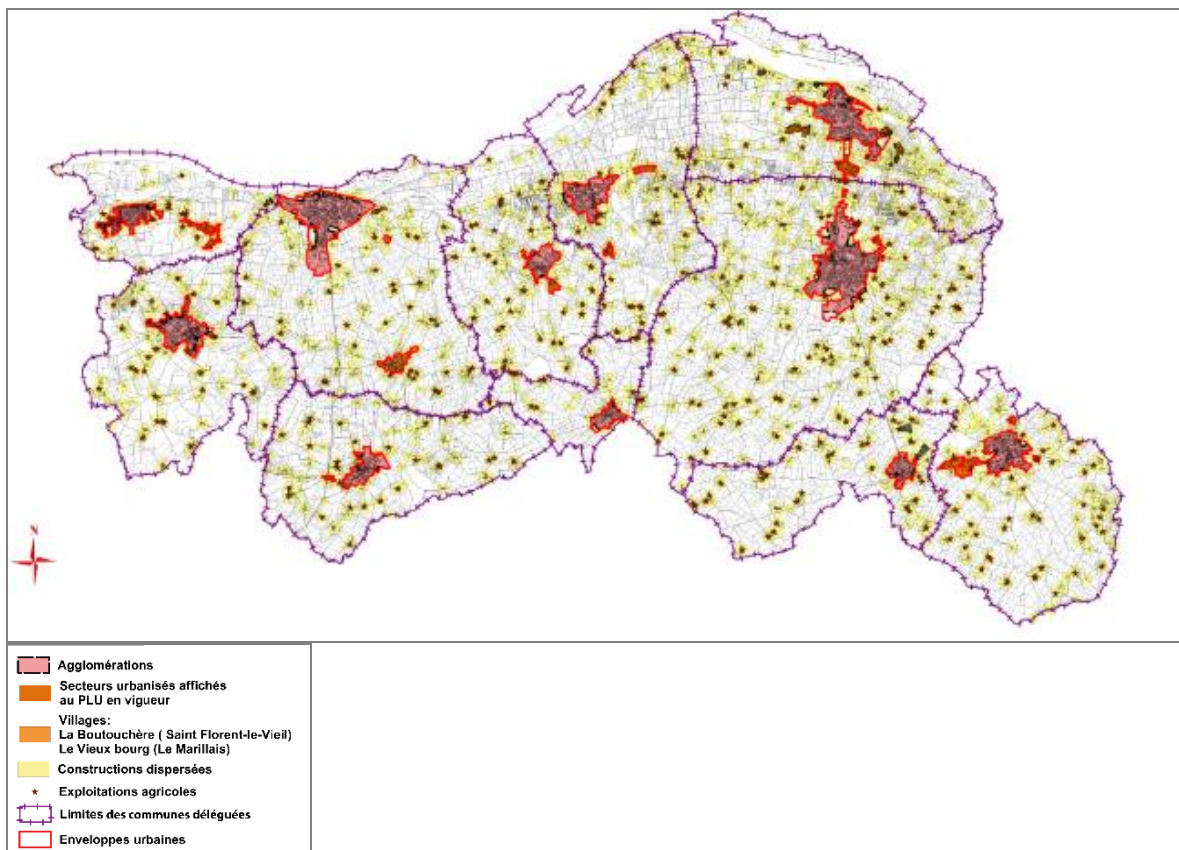 N
Agglomérations
Secteurs urbanisés affichés
au PLU en vigueur
Villages:
La Boutouchère ( Saint Florent-le-Vieil)
Le Vieux bourg (Le Marillais)
Constructions dispersées
Exploitations agricoles
Limites des communes déléguées
Enveloppes urbaines